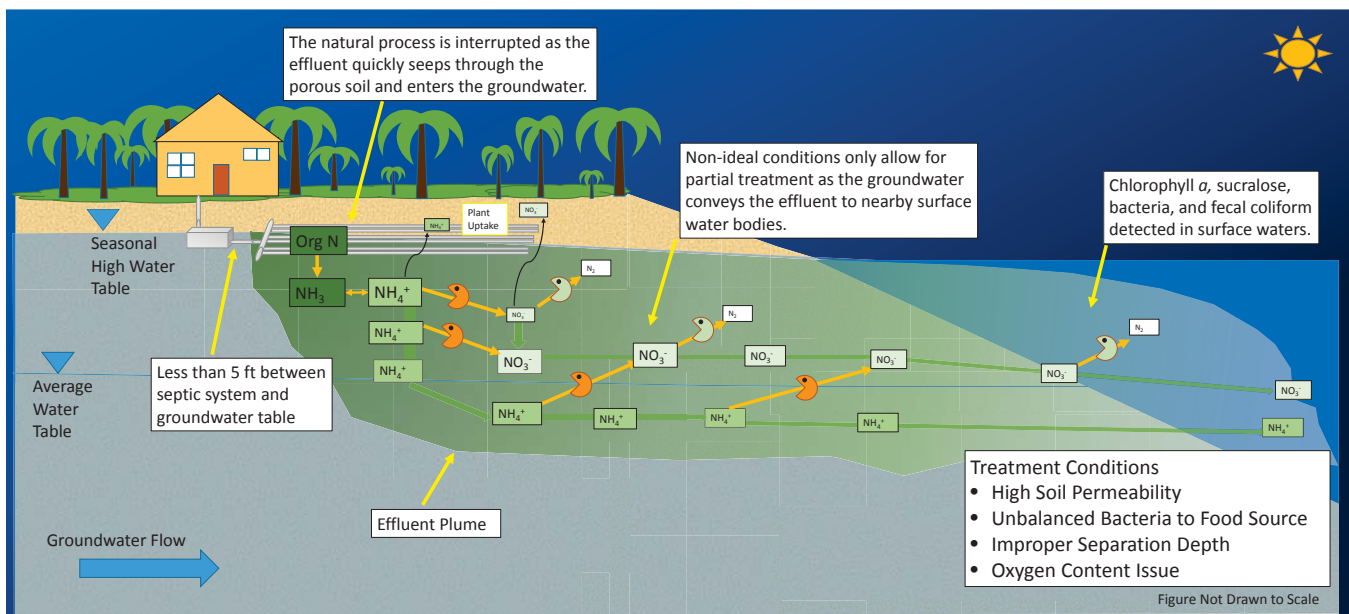 The natural process is interrupted as the
effluent quickly seeps through the
porous soil and enters the groundwater.
Non-ideal conditions only allow for
partial treatment as the groundwater
conveys the effluent to nearby surface
water bodies.
Chlorophyll a, sucralose,
bacteria, and fecal coliform
detected in surface waters.
Seasonal
High Water
Table
Plant
Uptake
NH₃⁺
NO₃⁻
Org N
NH₃
NH₄⁺
NO₃⁻
N₂
NH₄⁺
NO₃⁻
NO₃⁻
N₂
NO₃⁻
NO₃⁻
NO₃⁻
N₂
NO₃⁻
NH₄⁺
NH₄⁺
NH₄⁺
NH₄⁺
NH₄⁺
NH₄⁺
Average
Water
Table
Less than 5 ft between
septic system and
groundwater table
Effluent Plume
Groundwater Flow
Treatment Conditions
• High Soil Permeability
• Unbalanced Bacteria to Food Source
• Improper Separation Depth
• Oxygen Content Issue
Figure Not Drawn to Scale